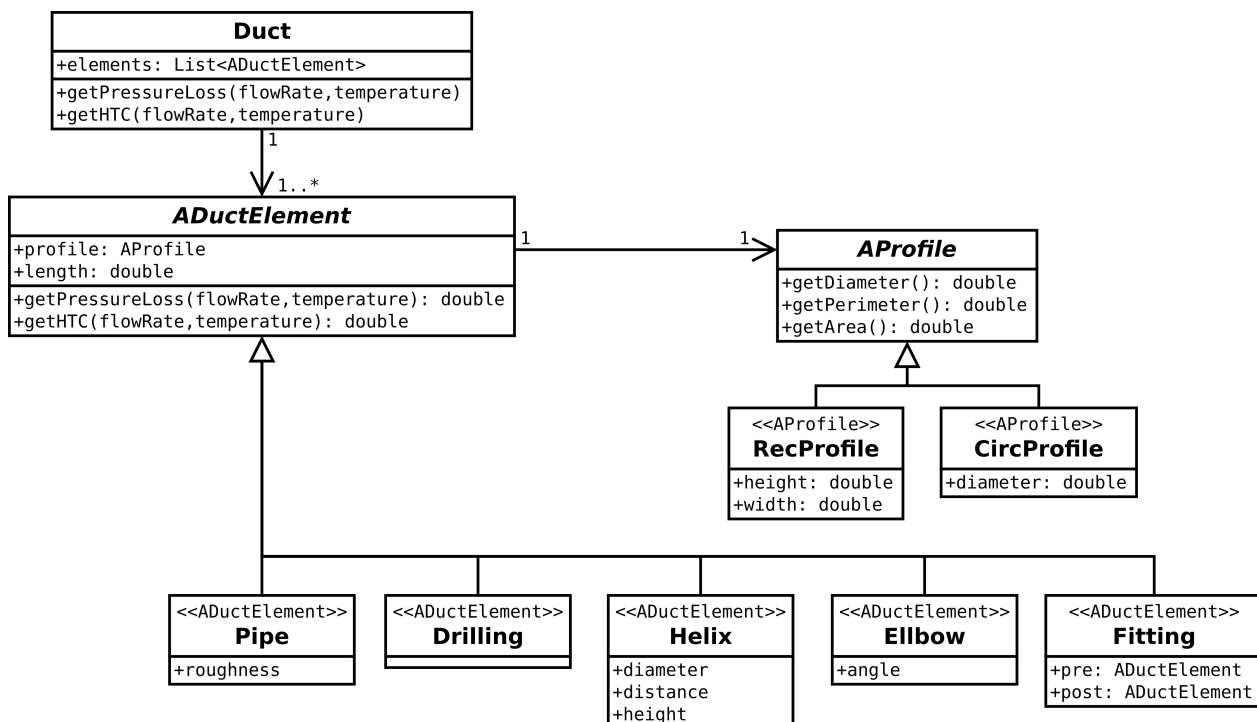 Duct
+elements: List<ADuctElement>
+getPressureLoss(flowRate,temperature)
+getHTC(flowRate,temperature)
1
1..*
ADuctElement
+profile: AProfile
+length: double
+getPressureLoss(flowRate,temperature): double
+getHTC(flowRate,temperature): double
1
1
AProfile
+getDiameter(): double
+getPerimeter(): double
+getArea(): double
<<AProfile>>
RecProfile
+height: double
+width: double
<<AProfile>>
CircProfile
+diameter: double
<<ADuctElement>>
Pipe
+roughness
<<ADuctElement>>
Drilling
<<ADuctElement>>
Helix
+diameter
+distance
+height
<<ADuctElement>>
Ellbow
+angle
<<ADuctElement>>
Fitting
+pre: ADuctElement
+post: ADuctElement